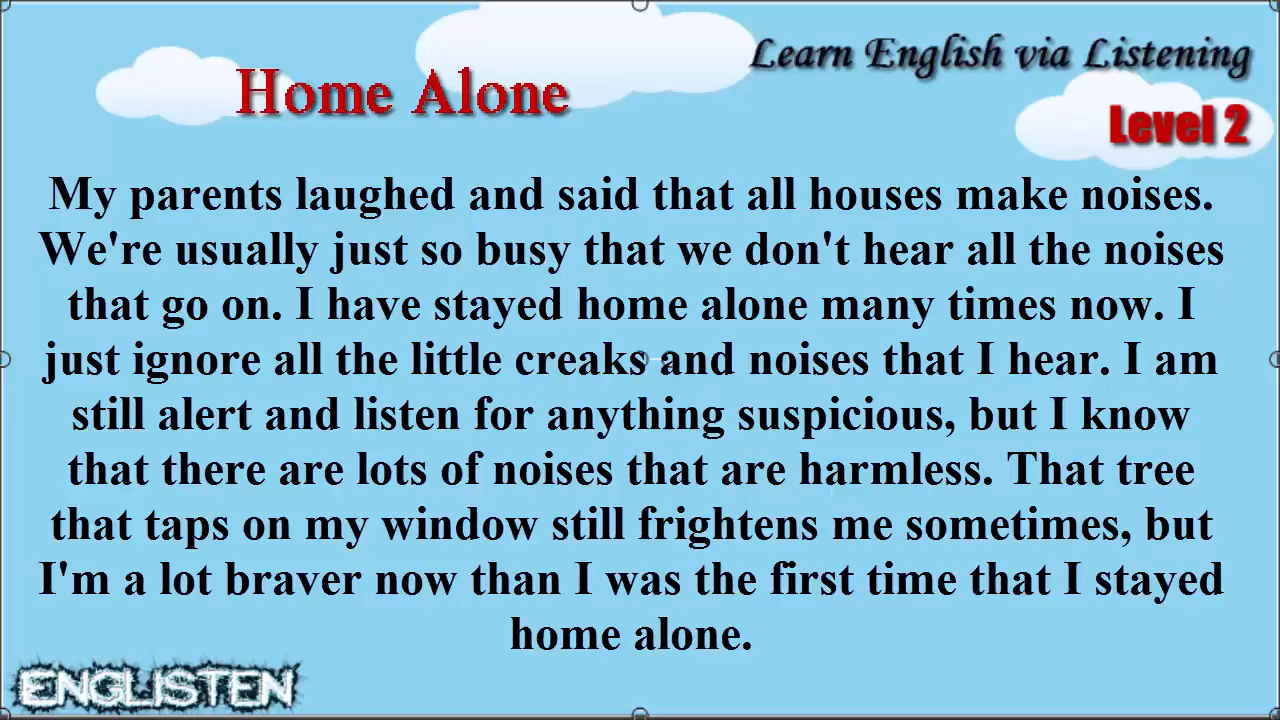 Learn English via Listening
Home Alone
Level 2
My parents laughed and said that all houses make noises.
We're usually just so busy that we don't hear all the noises
that go on. I have stayed home alone many times now. I
just ignore all the little creaks and noises that I hear. I am
still alert and listen for anything suspicious, but I know
that there are lots of noises that are harmless. That tree
that taps on my window still frightens me sometimes, but
I'm a lot braver now than I was the first time that I stayed
home alone.
ENGLISTEN